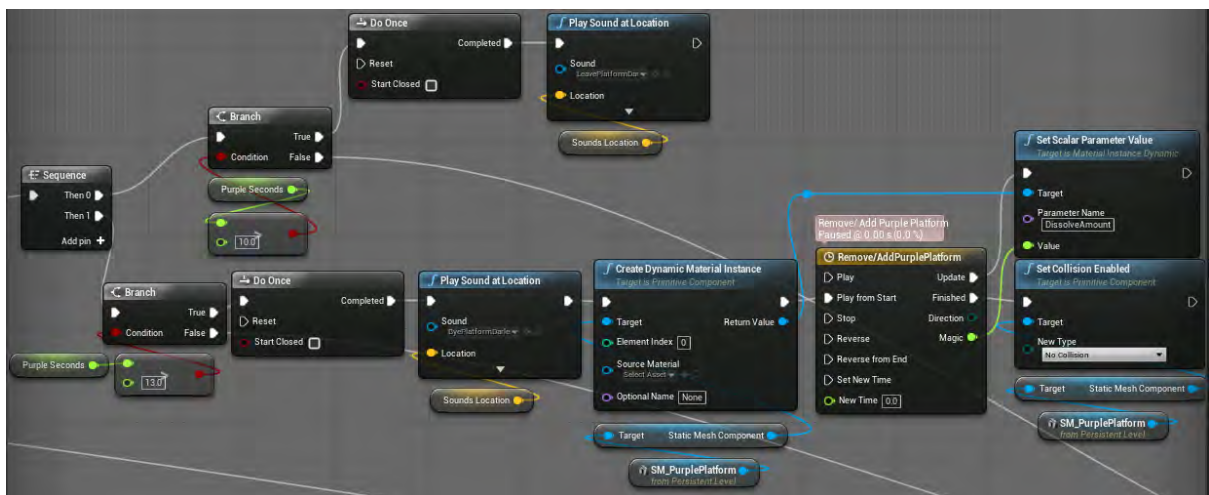 Sequence
Then 0
Then 1
Add pin +
Branch
True
Condition
False
Purple Seconds
>
10.0
Do Once
Completed
Reset
Start Closed
Play Sound at Location
Sound
LeavePlatformDar
Location
Sounds Location
Branch
True
Condition
False
Purple Seconds
>
13.0
Do Once
Completed
Reset
Start Closed
Play Sound at Location
Sound
Location
Sounds Location
Create Dynamic Material Instance
Target is Primitive Component
Target
Return Value
Element Index 0
Source Material
Select Asset
Optional Name None
Target Static Mesh Component
SM_PurplePlatform
from Persistent Level
Remove/Add Purple Platform
Paused @ 0.00 s (0.0 %)
Remove/AddPurplePlatform
Play Update
Play from Start Finished
Stop Direction
Reverse Magic
Reverse from End
Set New Time
New Time 0.0
Set Scalar Parameter Value
Target is Material Instance Dynamic
Target
Parameter Name
DissolveAmount
Value
Set Collision Enabled
Target is Primitive Component
Target
New Type
No Collision
Target Static Mesh Component
SM_PurplePlatform
from Persistent Level